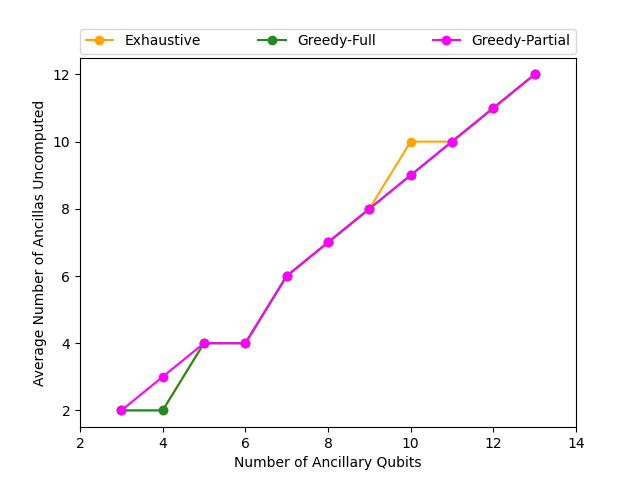 Exhaustive Greedy-Full Greedy-Partial
12
10
8
6
4
2
Average Number of Ancillas Uncomputed
2 4 6 8 10 12 14
Number of Ancillary Qubits